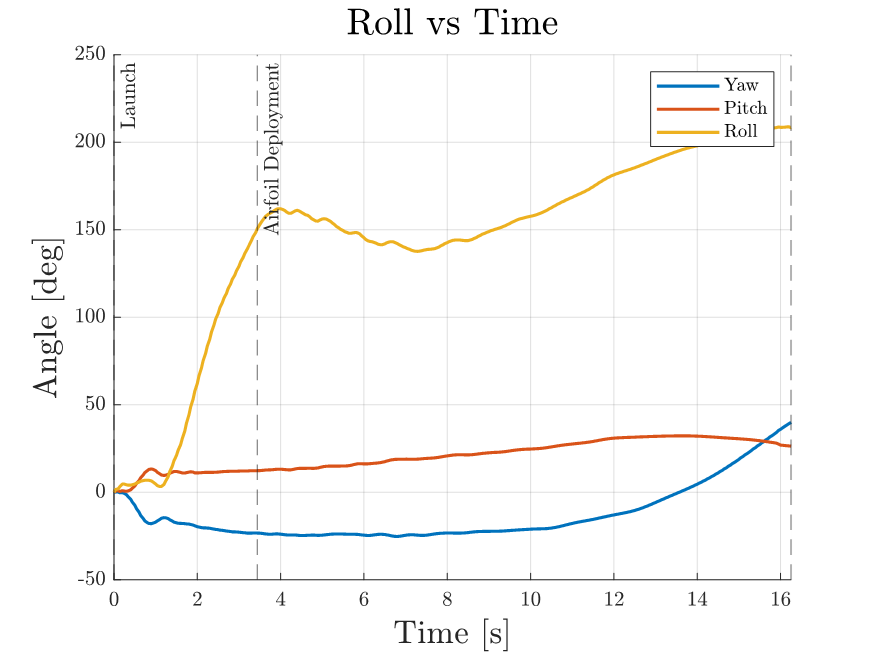 Roll vs Time
250
200
150
100
50
0
-50
Angle [deg]
Launch
Airfoil Deployment
Yaw
Pitch
Roll
0 2 4 6 8 10 12 14 16
Time [s]